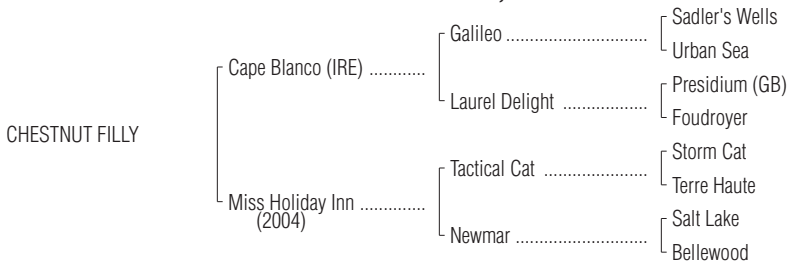 Sadler's Wells
Galileo ..............................
Urban Sea
Cape Blanco (IRE) ............
Presidium (GB)
Laurel Delight ..................
Foudroyer
CHESTNUT FILLY
Storm Cat
Tactical Cat ......................
Terre Haute
Miss Holiday Inn ..............
(2004)
Salt Lake
Newmar ............................
Bellewood